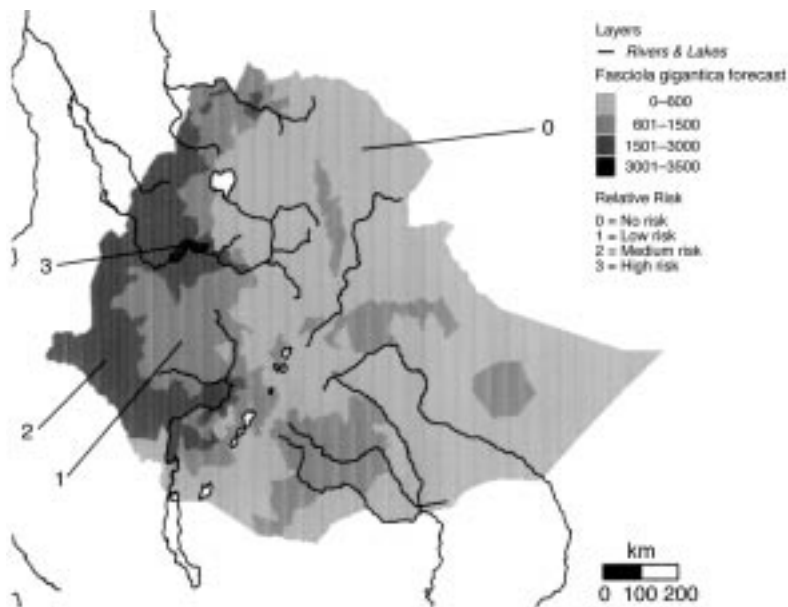 Layers
Rivers & Lakes
Fasciola gigantica forecast
0–600
601–1500
1501–3000
3001–3500
Relative Risk
0 = No risk
1 = Low risk
2 = Medium risk
3 = High risk
0
3
2
1
km
0 100 200